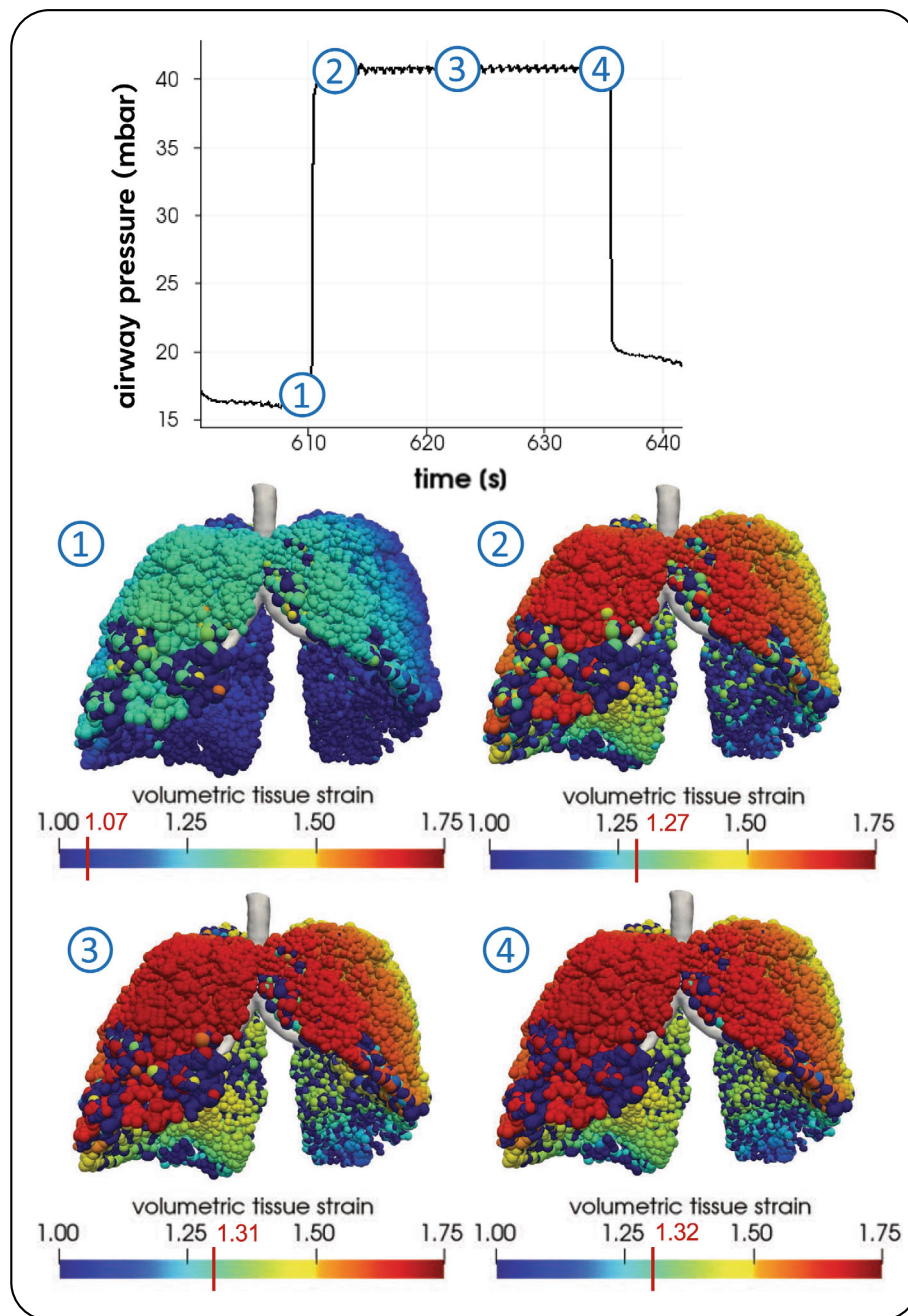 airway pressure (mbar)
40
35
30
25
20
15
2 3 4
1
610 620 630 640
time (s)
1 2
volumetric tissue strain volumetric tissue strain
1.00 1.07 1.25 1.50 1.75 1.00 1.25 1.27 1.50 1.75
3 4
volumetric tissue strain volumetric tissue strain
1.00 1.25 1.31 1.50 1.75 1.00 1.25 1.32 1.50 1.75